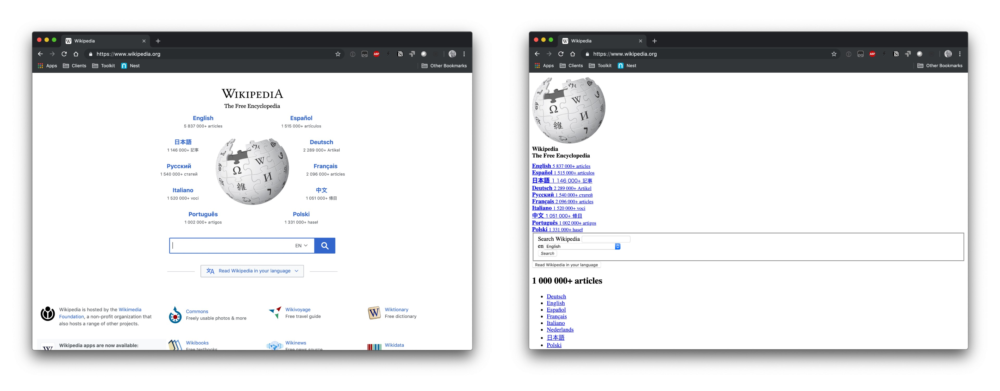 Wikipedia
https://www.wikipedia.org
ABP
Apps Clients Toolkit Nest Other Bookmarks
WIKIPEDIA
The Free Encyclopedia
English Español
5 837 000+ articles 1 515 000+ artículos
日本語 Deutsch
1 146 000+ 記事 2 289 000+ Artikel
Русский Français
1 540 000+ статей 2 096 000+ articles
Italiano 中文
1 520 000+ voci 1 051 000+ 條目
Português Polski
1 002 000+ artigos 1 331 000+ haseł
EN
Read Wikipedia in your language
Wikipedia is hosted by the Wikimedia
Foundation, a non-profit organization that
also hosts a range of other projects.
Commons
Freely usable photos & more
Wikivoyage
Free travel guide
Wiktionary
Free dictionary
Wikipedia apps are now available:
Wikibooks
Free textbooks
Wikinews
Free news source
Wikidata
Wikipedia
https://www.wikipedia.org
ABP
Apps Clients Toolkit Nest Other Bookmarks
Wikipedia
The Free Encyclopedia
English 5 837 000+ articles
Español 1 515 000+ artículos
日本語 1 146 000+ 記事
Deutsch 2 289 000+ Artikel
Русский 1 540 000+ статей
Français 2 096 000+ articles
Italiano 1 520 000+ voci
中文 1 051 000+ 條目
Português 1 002 000+ artigos
Polski 1 331 000+ haseł
Search Wikipedia
en English
Search
Read Wikipedia in your language
1 000 000+ articles
Deutsch
English
Español
Français
Italiano
Nederlands
日本語
Polski